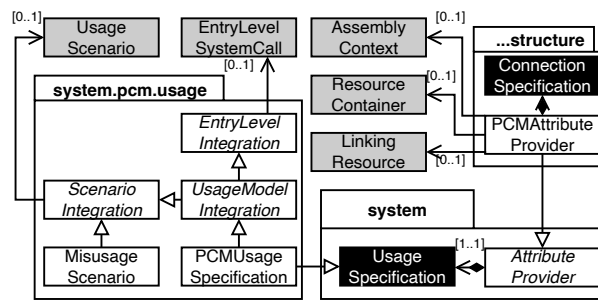 [0..1]
Usage
Scenario
EntryLevel
SystemCall
[0..1]
Assembly
Context
[0..1]
...structure
Connection
Specification
system.pcm.usage
Resource
Container
[0..1]
EntryLevel
Integration
PCMAttribute
Provider
Linking
Resource
[0..1]
Scenario
Integration
UsageModel
Integration
system
Misusage
Scenario
PCMUsage
Specification
Usage
Specification
[1..1]
Attribute
Provider